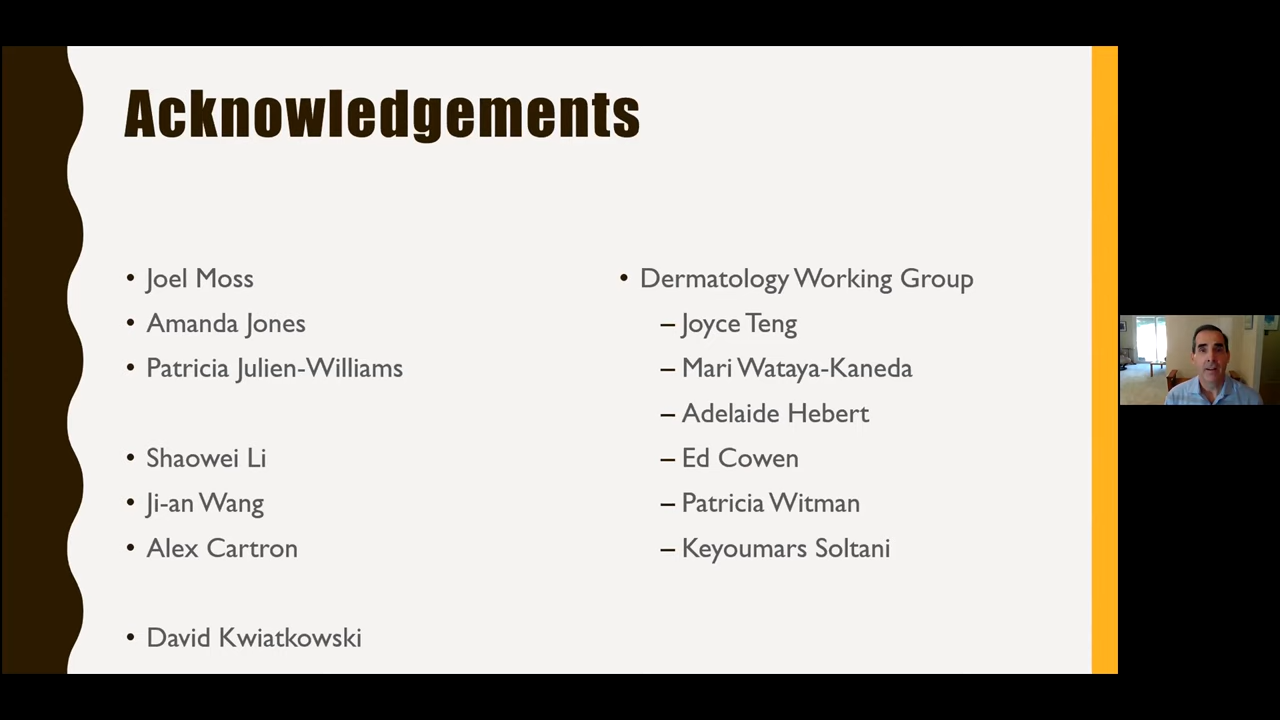 Acknowledgements
• Joel Moss
• Amanda Jones
• Patricia Julien-Williams
• Shaowei Li
• Ji-an Wang
• Alex Cartron
• David Kwiatkowski
• Dermatology Working Group
– Joyce Teng
– Mari Wataya-Kaneda
– Adelaide Hebert
– Ed Cowen
– Patricia Witman
– Keyoumars Soltani